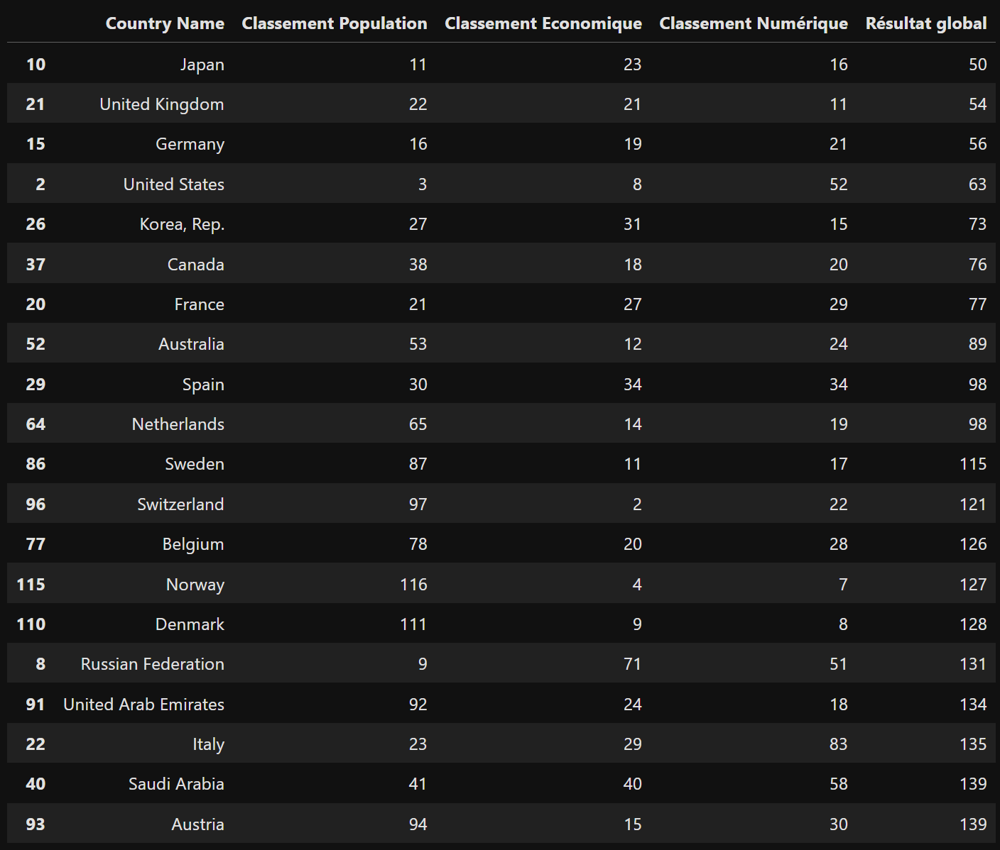 Country Name Classement Population Classement Economique Classement Numérique Résultat global
10 Japan 11 23 16 50
21 United Kingdom 22 21 11 54
15 Germany 16 19 21 56
2 United States 3 8 52 63
26 Korea, Rep. 27 31 15 73
37 Canada 38 18 20 76
20 France 21 27 29 77
52 Australia 53 12 24 89
29 Spain 30 34 34 98
64 Netherlands 65 14 19 98
86 Sweden 87 11 17 115
96 Switzerland 97 2 22 121
77 Belgium 78 20 28 126
115 Norway 116 4 7 127
110 Denmark 111 9 8 128
8 Russian Federation 9 71 51 131
91 United Arab Emirates 92 24 18 134
22 Italy 23 29 83 135
40 Saudi Arabia 41 40 58 139
93 Austria 94 15 30 139